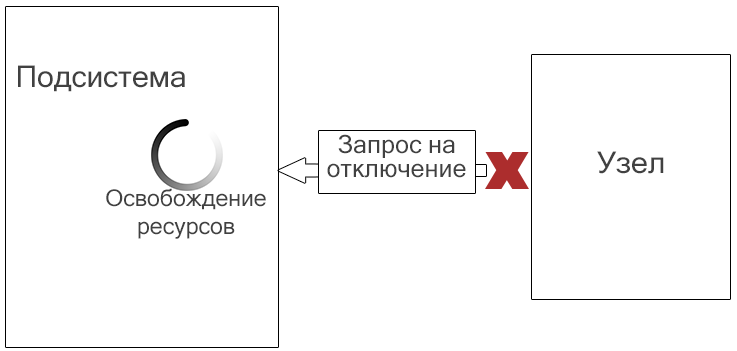 Подсистема
Освобождение
ресурсов
Запрос на
отключение
Узел